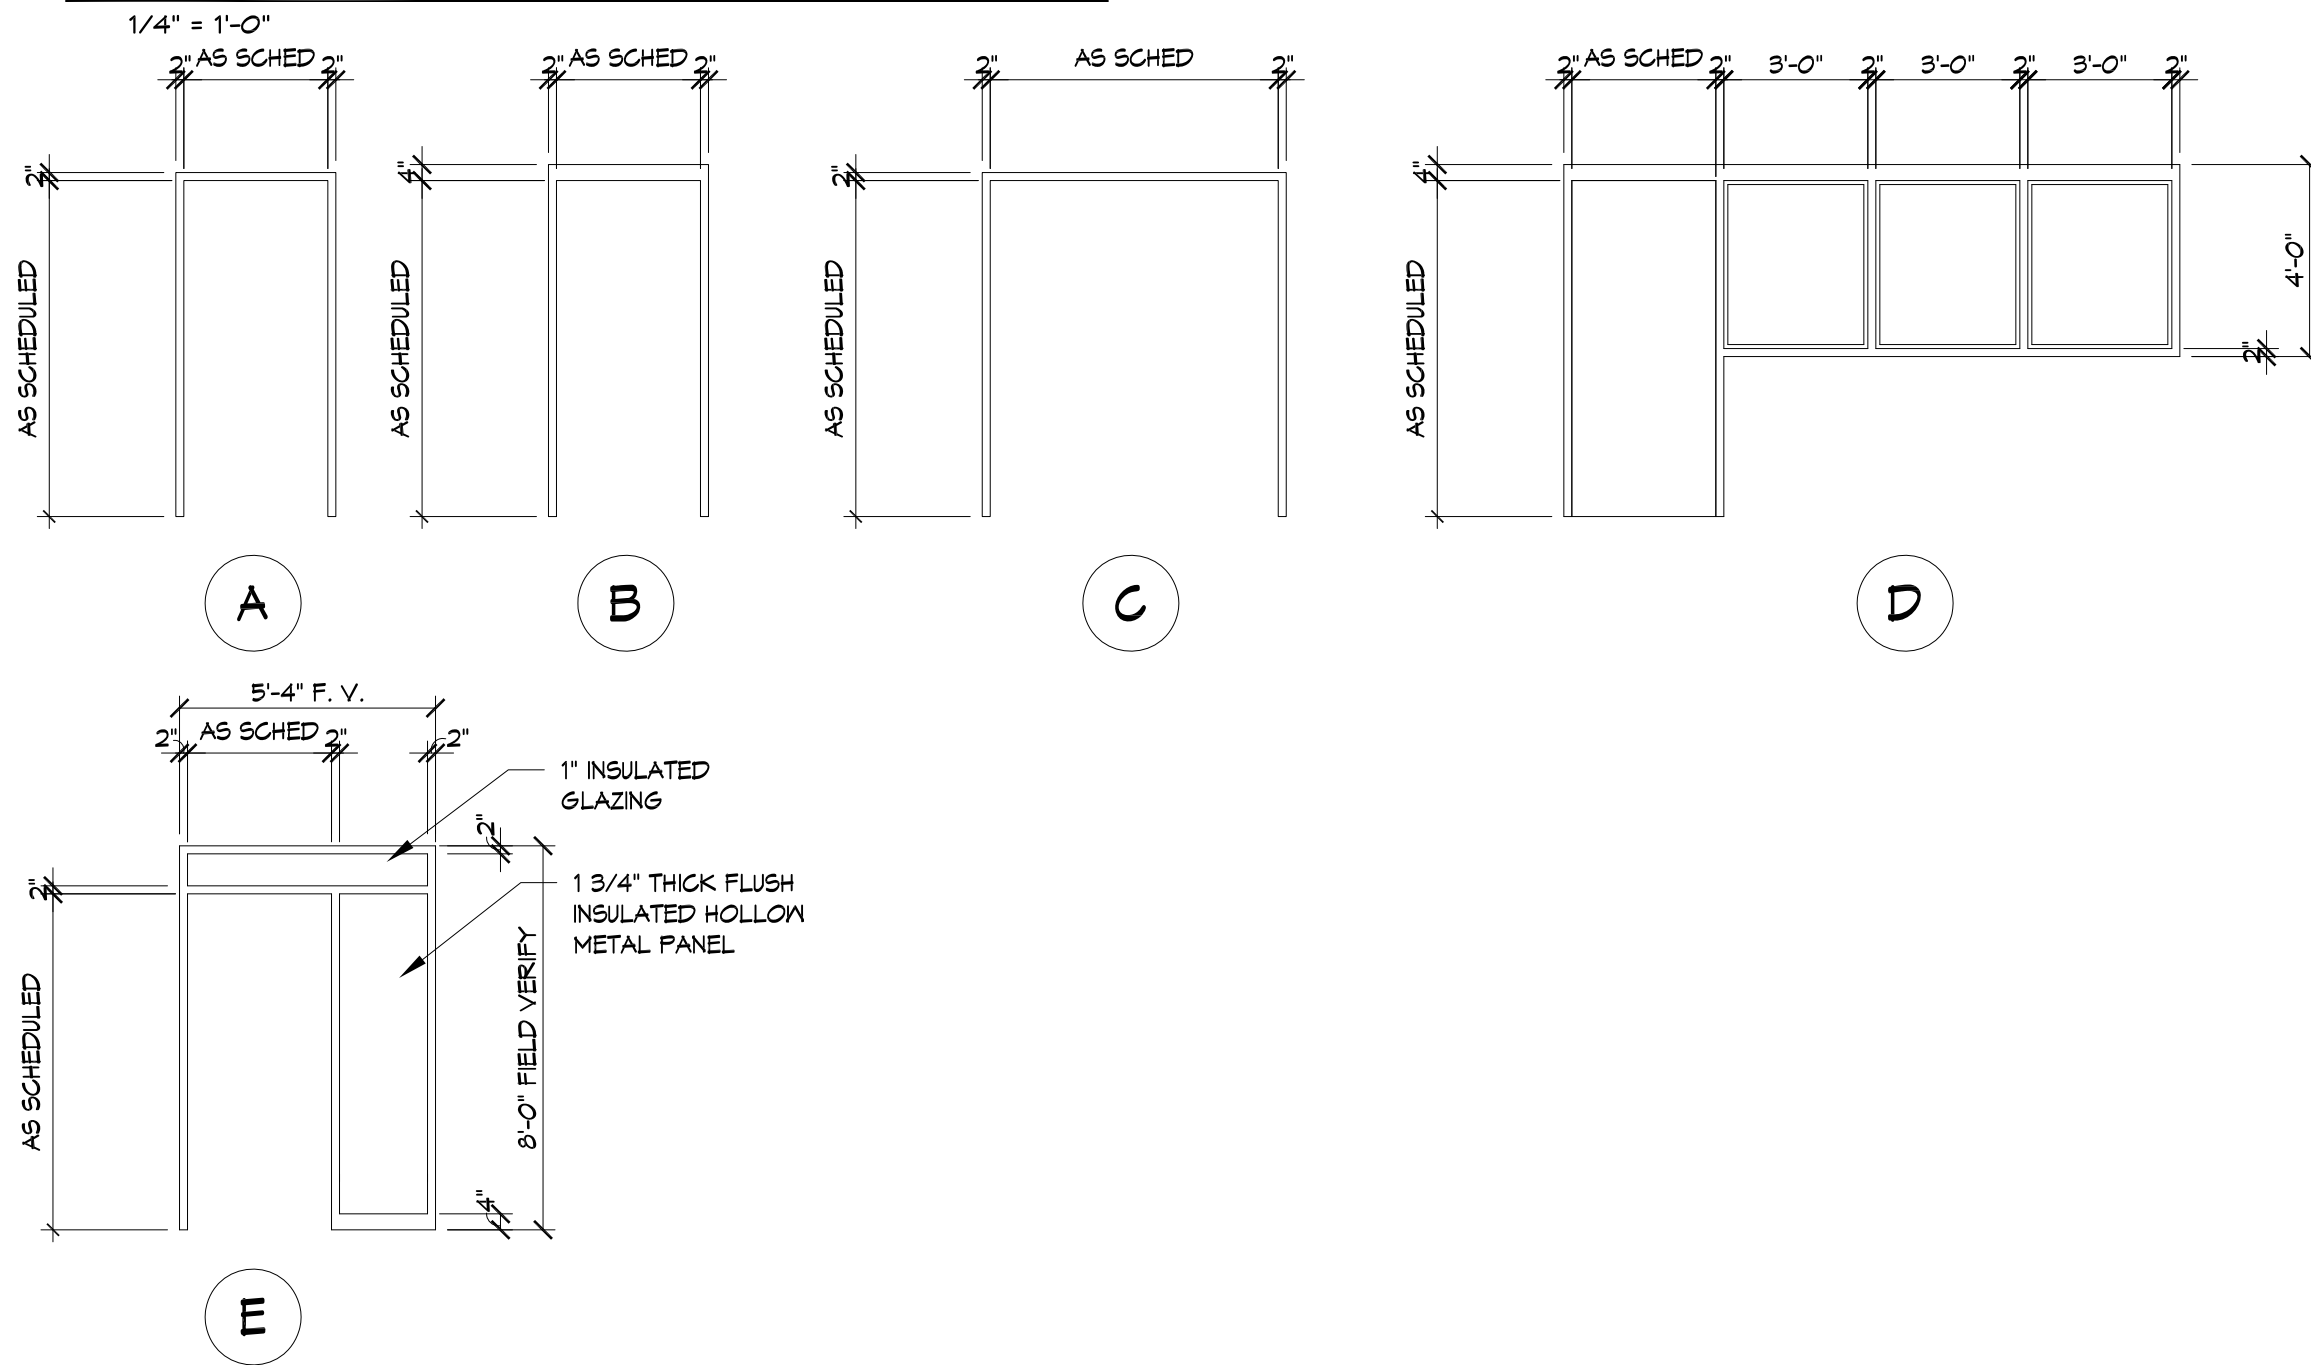 1/4" = 1'-0"
2" AS SCHED 2"
2" AS SCHED 2"
2" AS SCHED 2"
2" AS SCHED 2" 3'-0" 2" 3'-0" 2" 3'-0" 2"
2"
AS SCHEDULED
4"
AS SCHEDULED
2"
AS SCHEDULED
4"
AS SCHEDULED
4'-0"
2"
A
B
C
D
5'-4" F. V.
2" AS SCHED 2" 2"
1" INSULATED
GLAZING
2"
2"
1 3/4" THICK FLUSH
INSULATED HOLLOW
METAL PANEL
AS SCHEDULED
8'-0" FIELD VERIFY
4"
E